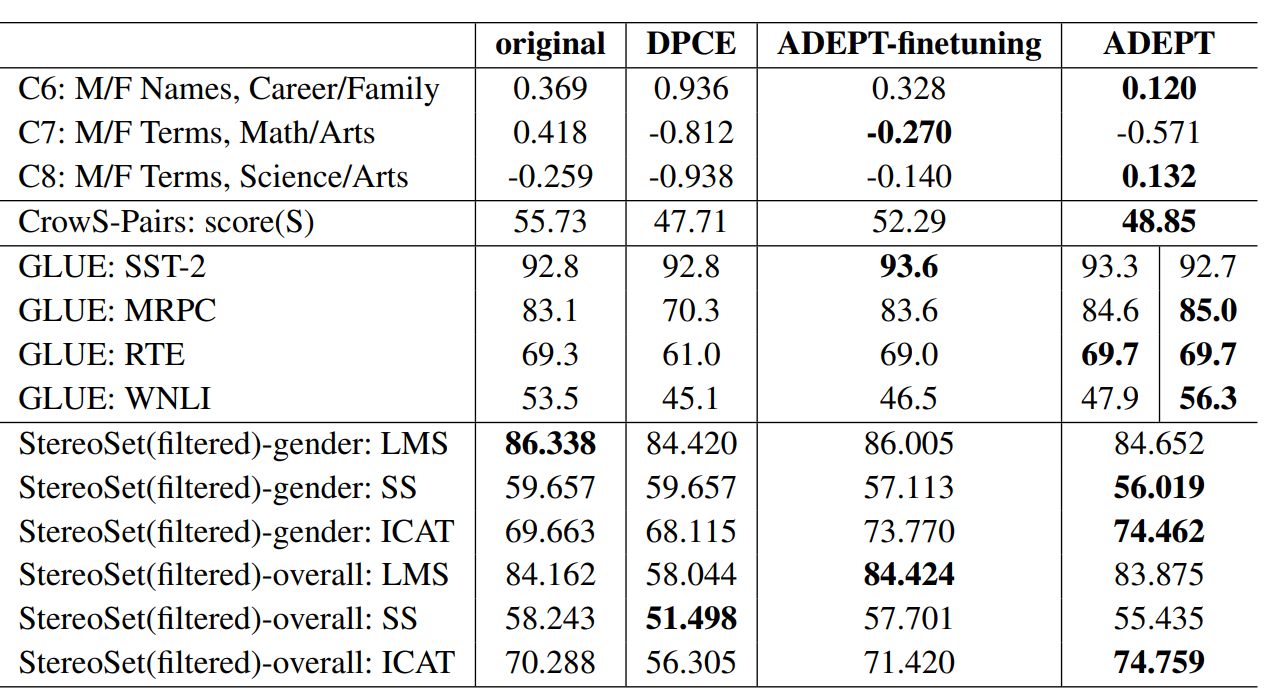 original DPCE ADEPT-finetuning ADEPT
C6: M/F Names, Career/Family 0.369 0.936 0.328 0.120
C7: M/F Terms, Math/Arts 0.418 -0.812 -0.270 -0.571
C8: M/F Terms, Science/Arts -0.259 -0.938 -0.140 0.132
CrowS-Pairs: score(S) 55.73 47.71 52.29 48.85
GLUE: SST-2 92.8 92.8 93.6 93.3 92.7
GLUE: MRPC 83.1 70.3 83.6 84.6 85.0
GLUE: RTE 69.3 61.0 69.0 69.7 69.7
GLUE: WNLI 53.5 45.1 46.5 47.9 56.3
StereoSet(filtered)-gender: LMS 86.338 84.420 86.005 84.652
StereoSet(filtered)-gender: SS 59.657 59.657 57.113 56.019
StereoSet(filtered)-gender: ICAT 69.663 68.115 73.770 74.462
StereoSet(filtered)-overall: LMS 84.162 58.044 84.424 83.875
StereoSet(filtered)-overall: SS 58.243 51.498 57.701 55.435
StereoSet(filtered)-overall: ICAT 70.288 56.305 71.420 74.759